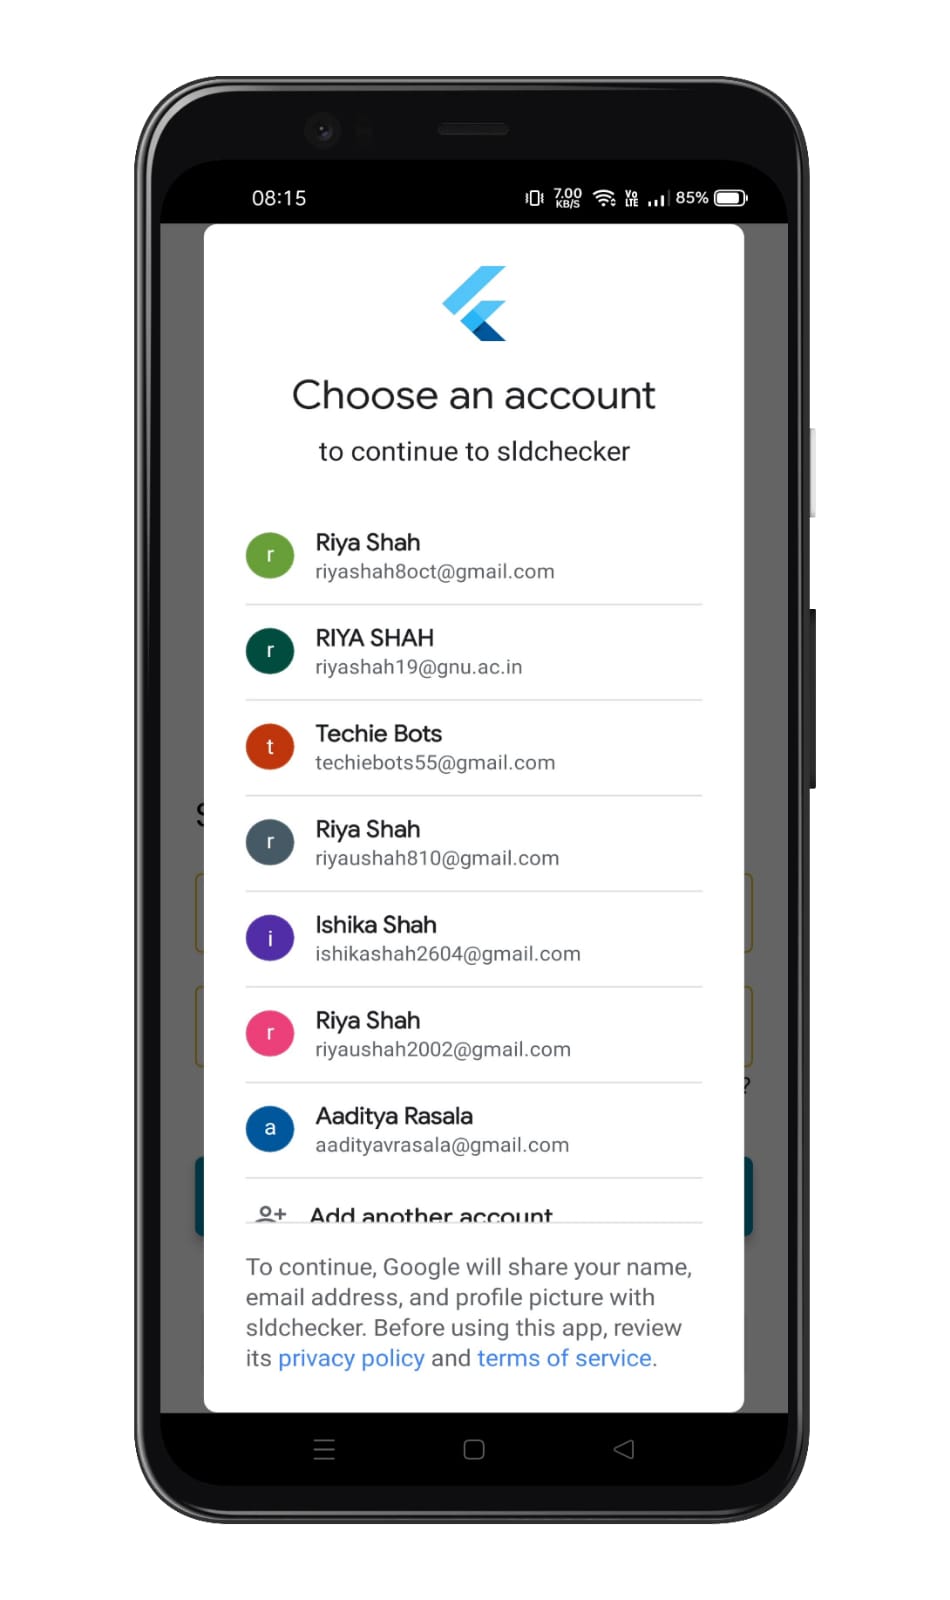 08:15 7.00 KB/S Vo LTE 85%
Choose an account
to continue to sldchecker
r Riya Shah
riyashah8oct@gmail.com
r RIYA SHAH
riyashah19@gnu.ac.in
t Techie Bots
techiebots55@gmail.com
r Riya Shah
riyaushah810@gmail.com
i Ishika Shah
ishikashah2604@gmail.com
r Riya Shah
riyaushah2002@gmail.com
?
a Aaditya Rasala
aadityavrasala@gmail.com
Add another account
To continue, Google will share your name,
email address, and profile picture with
sldchecker. Before using this app, review
its privacy policy and terms of service.